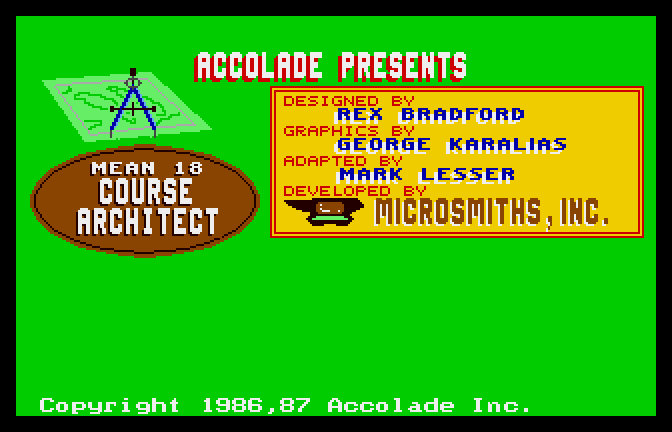 ACCOLADE PRESENTS
DESIGNED BY
REX BRADFORD
GRAPHICS BY
GEORGE KARALIAS
ADAPTED BY
MARK LESSER
DEVELOPED BY
MICROSMITHS, INC.
MEAN 18
COURSE
ARCHITECT
Copyright 1986,87 Accolade Inc.